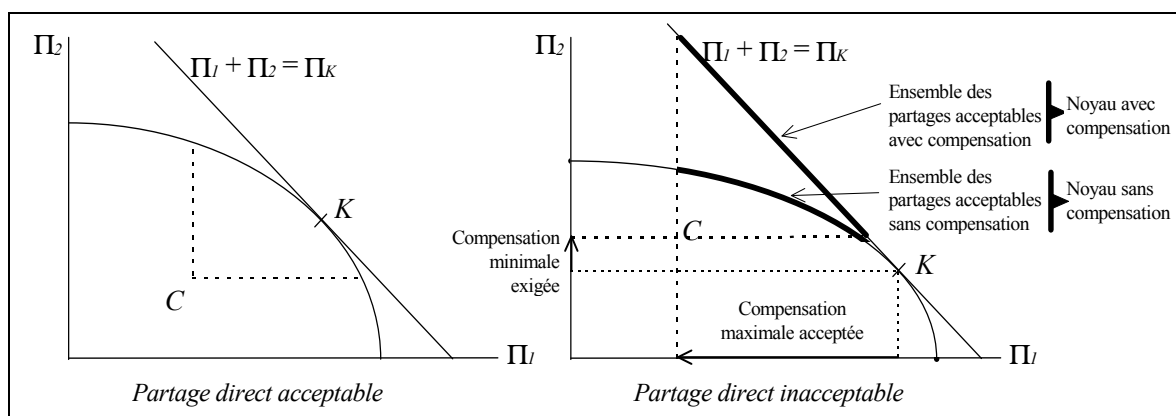 Π2
Π1 + Π2 = ΠK
K
C
Π1
Partage direct acceptable
Π2
Π1 + Π2 = ΠK
Ensemble des
partages acceptables
avec compensation
Noyau avec
compensation
Ensemble des
partages acceptables
sans compensation
Noyau sans
compensation
C
Compensation
minimale
exigée
K
Compensation
maximale acceptée
Π1
Partage direct inacceptable